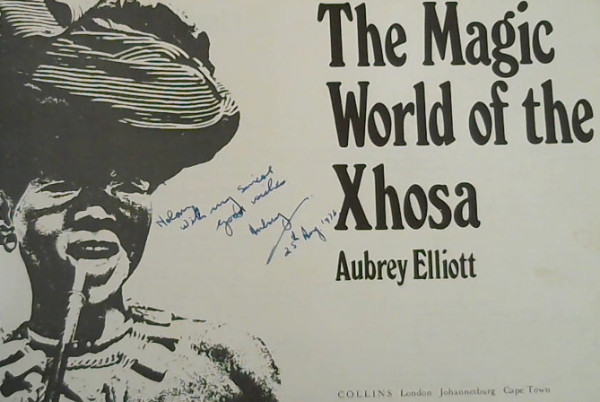 The Magic
World of the
Xhosa
Aubrey Elliott
With my sincere
good wishes
Aubrey
25th Aug 1976
COLLINS London Johannesburg Cape Town